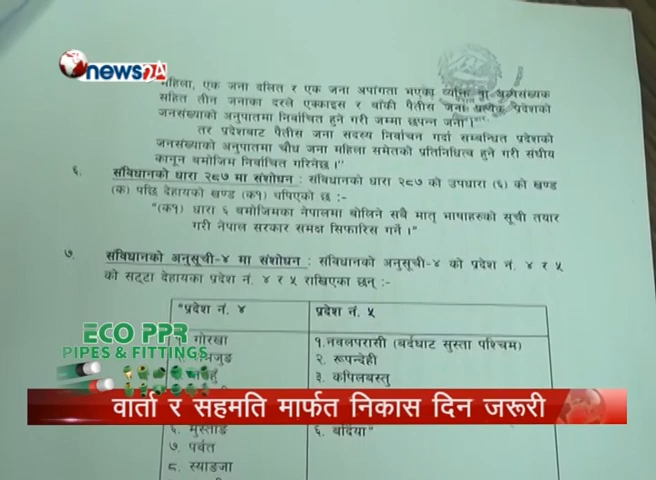 news24
महिला, एक जना दलित र एक जना अपांगता भएका व्यक्ति वा अल्पसंख्यक
सहित तीन जनाका दरले एक्काइस र बाँकी पैंतीस जना प्रत्येक प्रदेशको
जनसंख्याको अनुपातमा निर्वाचित हुने गरी जम्मा छपन्न जना"।
तर प्रदेशबाट पैंतीस जना सदस्य निर्वाचन गर्दा सम्बन्धित प्रदेशको
जनसंख्याको अनुपातमा चौध जना महिला समेतको प्रतिनिधित्व हुने गरी संघीय
कानून बमोजिम निर्वाचित गरिनेछ।"
६. संविधानको धारा २८७ मा संशोधन : संविधानको धारा २८७ को उपधारा (६) को खण्ड
(क) पछि देहायको खण्ड (क१) थपिएको छ :-
"(क१) धारा ६ बमोजिमका नेपालमा बोलिने सबै मातृ भाषाहरुको सूची तयार
गरी नेपाल सरकार समक्ष सिफारिस गर्ने।"
७. संविधानको अनुसूची-४ मा संशोधन : संविधानको अनुसूची-४ को प्रदेश नं. ४ र ५
को सट्टा देहायका प्रदेश नं. ४ र ५ राखिएका छन् :-
"प्रदेश नं. ४ प्रदेश नं. ५
गोरखा १.नवलपरासी (बर्दघाट सुस्ता पश्चिम)
२. रूपन्देही
३. कपिलबस्तु
ECO PPR
PIPES & FITTINGS
वार्ता र सहमति मार्फत निकास दिन जरूरी
६. मुस्ताङ ६. बर्दिया"
७. पर्वत
८. स्याङजा